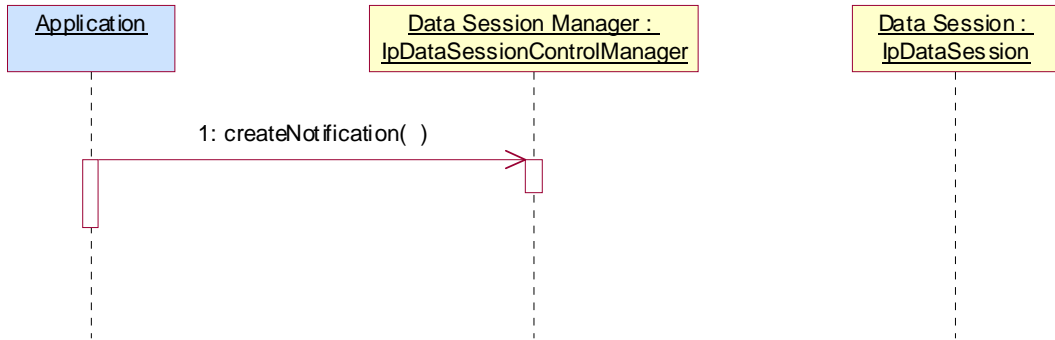 Application
Data Session Manager :
IpDataSessionControlManager
Data Session :
IpDataSession
1: createNotification( )